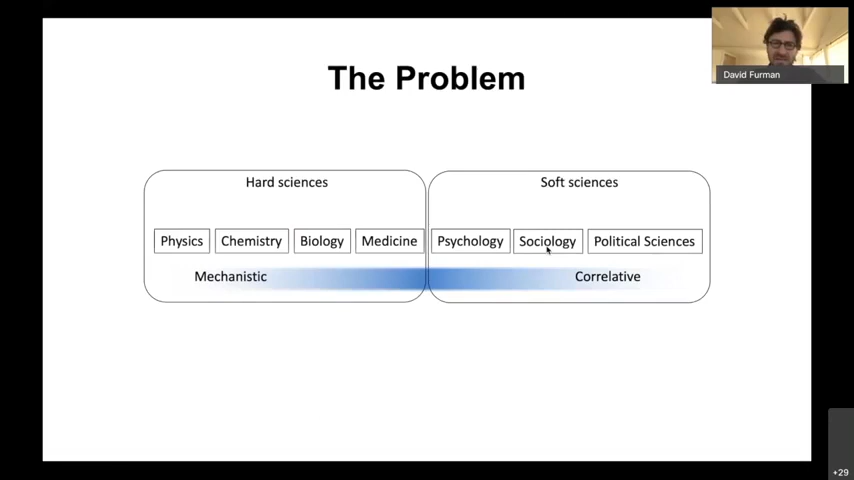 David Furman
The Problem
Hard sciences
Soft sciences
Physics
Chemistry
Biology
Medicine
Psychology
Sociology
Political Sciences
Mechanistic
Correlative
+29